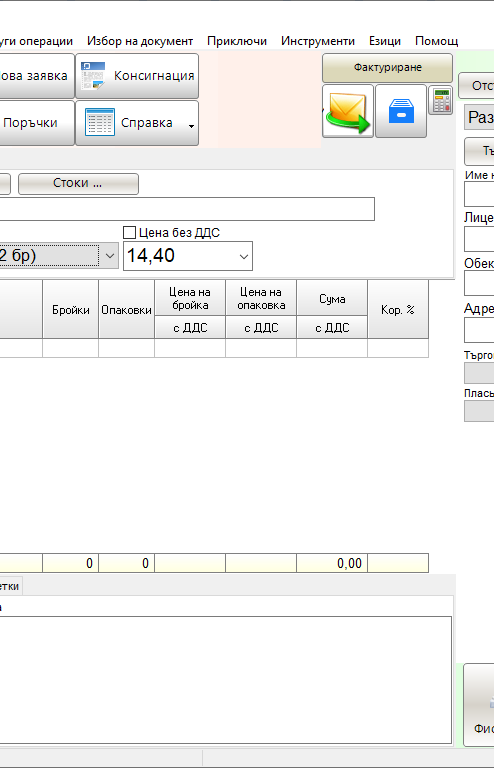 уги операции Избор на документ Приключи Инструменти Езици Помощ
ова заявка Консигнация Фактуриране
Отс
Поръчки Справка Раз
Тъ
Стоки ... Име н
Цена без ДДС Лице
2 бр) 14,40
Обек
Бройки Опаковки Цена на бройка Цена на опаковка Сума Кор. %
с ДДС с ДДС с ДДС
Адре
Търго
Пласы
0 0 0,00
етки
Фис